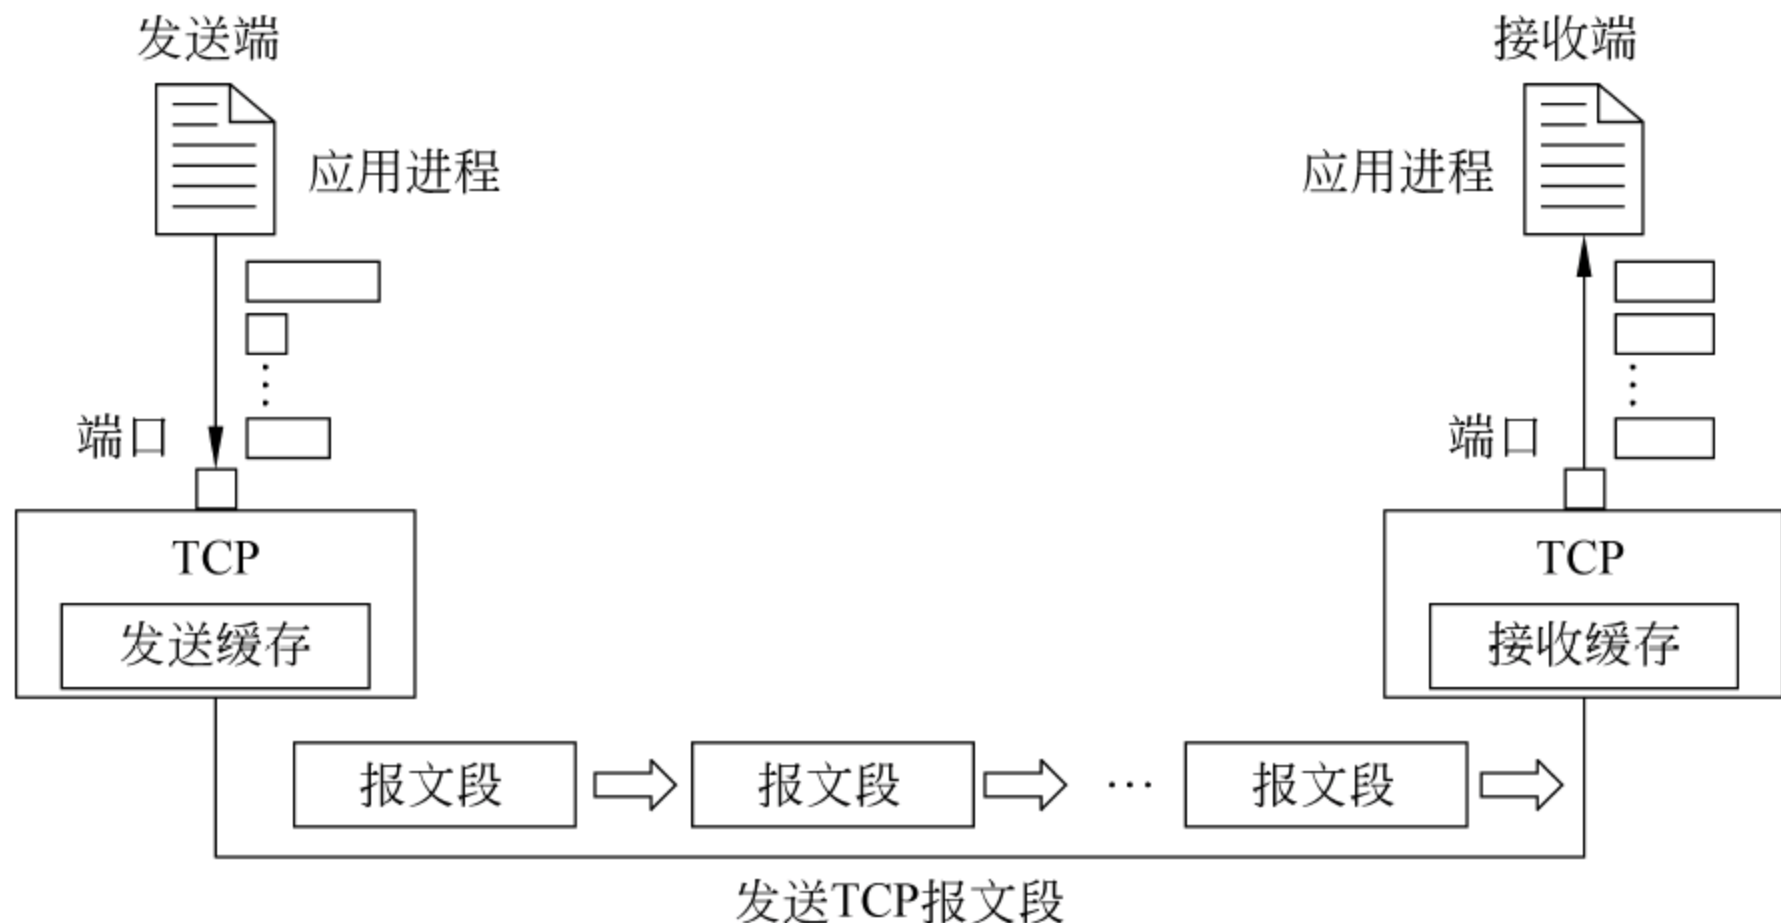 发送端
接收端
应用进程
应用进程
端口
端口
TCP
TCP
发送缓存
接收缓存
报文段
报文段
…
报文段
发送TCP报文段